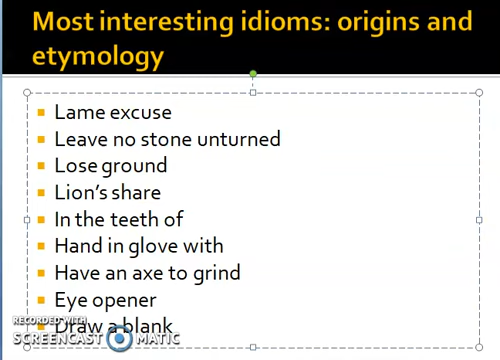 Most interesting idioms: origins and
etymology
Lame excuse
Leave no stone unturned
Lose ground
Lion's share
In the teeth of
Hand in glove with
Have an axe to grind
Eye opener
Draw a blank
RECORDED WITH
SCREENCAST MATIC